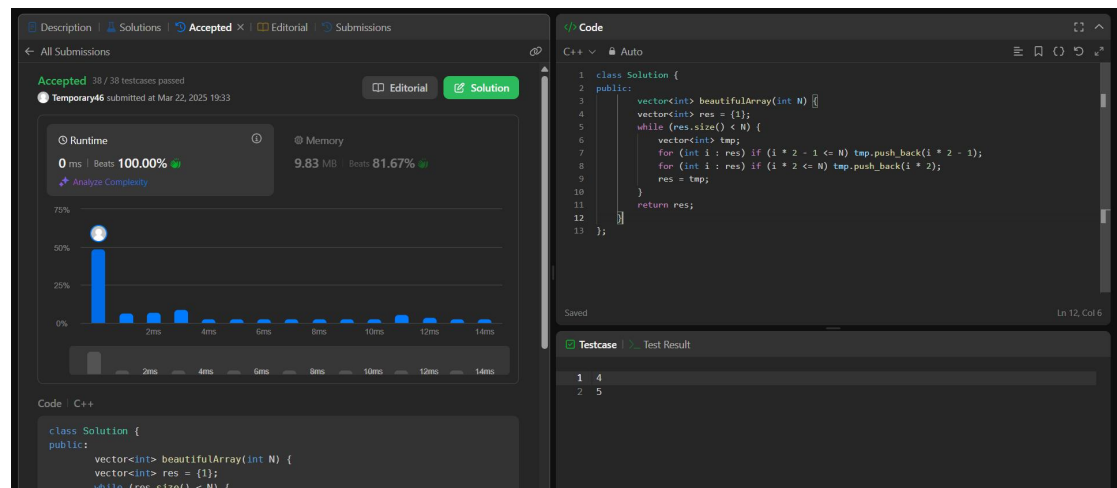 Description | Solutions | Accepted × | Editorial | Submissions
← All Submissions
Accepted 38 / 38 testcases passed
Temporary46 submitted at Mar 22, 2025 19:33
Editorial
Solution
Runtime
0 ms | Beats 100.00%
Analyze Complexity
Memory
9.83 MB | Beats 81.67%
75%
50%
25%
0%
2ms 4ms 6ms 8ms 10ms 12ms 14ms
2ms 4ms 6ms 8ms 10ms 12ms 14ms
Code | C++
class Solution {
public:
vector<int> beautifulArray(int N) {
vector<int> res = {1};
while (res.size() < N) {
</> Code
C++ Auto
1 class Solution {
2 public:
3 vector<int> beautifulArray(int N) {
4 vector<int> res = {1};
5 while (res.size() < N) {
6 vector<int> tmp;
7 for (int i : res) if (i * 2 - 1 <= N) tmp.push_back(i * 2 - 1);
8 for (int i : res) if (i * 2 <= N) tmp.push_back(i * 2);
9 res = tmp;
10 }
11 return res;
12 }
13 };
Saved
Ln 12, Col 6
Testcase | >_ Test Result
1 4
2 5